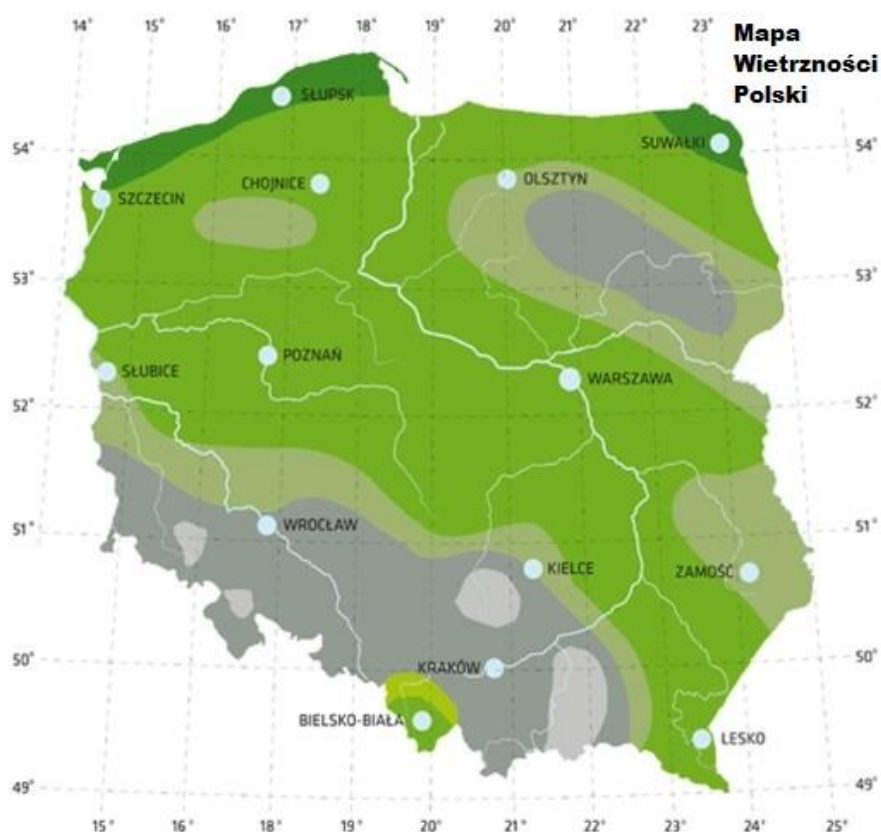 14° 15° 16° 17° 18° 19° 20° 21° 22° 23°
Mapa
Wietrzności
Polski
SŁUPSK
54°
SUWAŁKI
54°
CHOJNICE
OLSZTYN
SZCZECIN
53°
53°
POZNAŃ
SŁUBICE
WARSZAWA
52°
52°
51°
WROCŁAW
51°
KIELCE
ZAMOŚĆ
50°
KRAKÓW
50°
BIELSKO-BIAŁA
LESKO
49°
49°
15° 16° 18° 19° 20° 21° 22° 23° 24° 25°